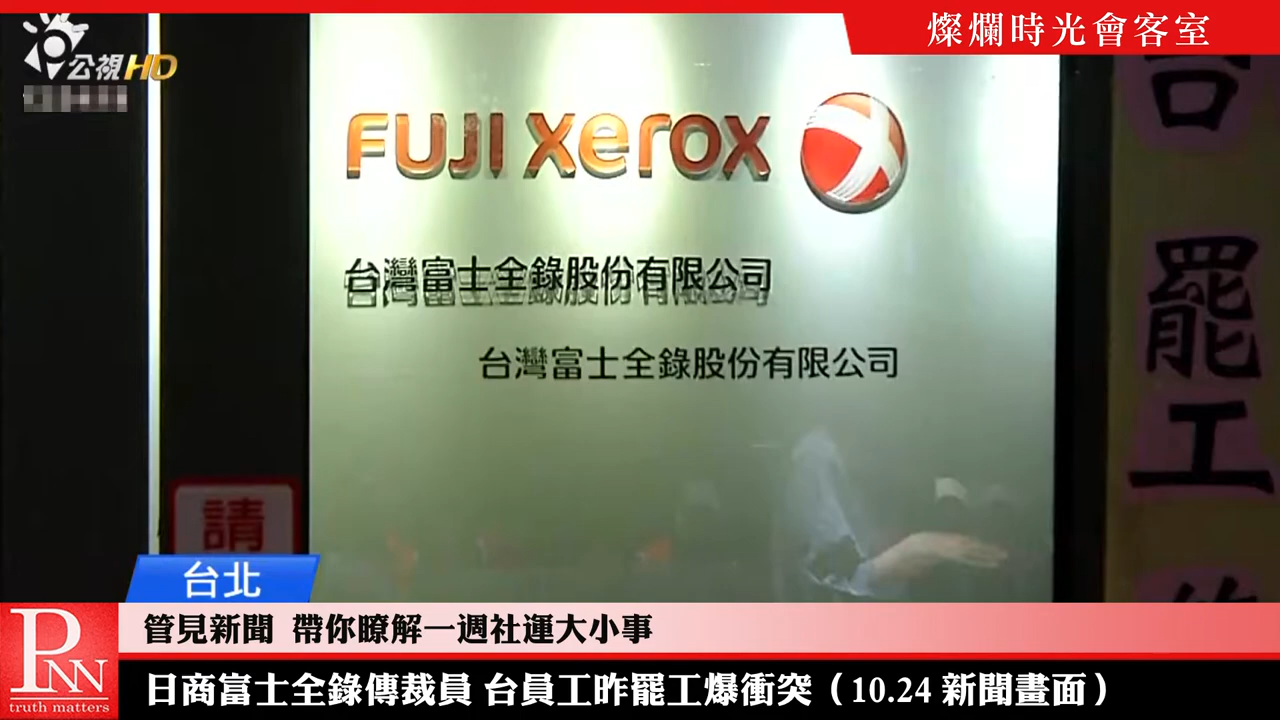 燦爛時光會客室
公視HD
FUJI xerox
台灣富士全錄股份有限公司
台灣富士全錄股份有限公司
罷工
請
台北
管見新聞 帶你瞭解一週社運大小事
PNN
truth matters
日商富士全錄傳裁員 台員工昨罷工爆衝突（10.24 新聞畫面）